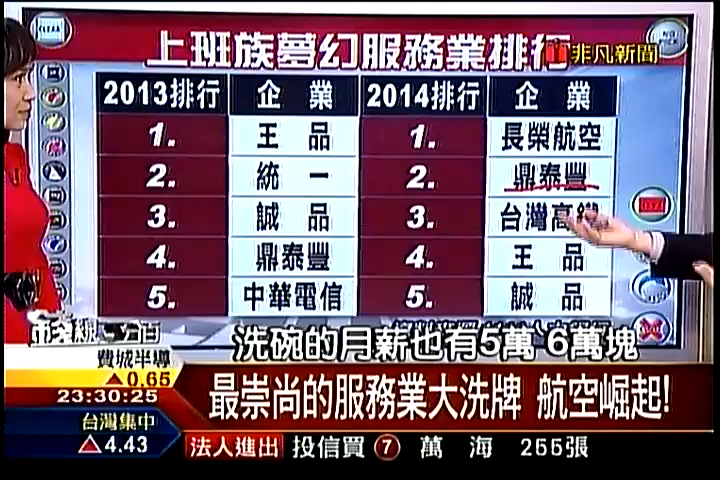 上班族夢幻服務業排行
非凡新聞
2013排行 企業 2014排行 企業
1. 王品 1. 長榮航空
2. 統一 2. 鼎泰豐
3. 誠品 3. 台灣高鐵
4. 鼎泰豐 4. 王品
5. 中華電信 5. 誠品
洗碗的月薪也有5萬 6萬塊
費城半導
▲0.65
23:30:25
最崇尚的服務業大洗牌 航空崛起!
台灣集中
▲4.43
法人進出 投信買 7 萬海 255張